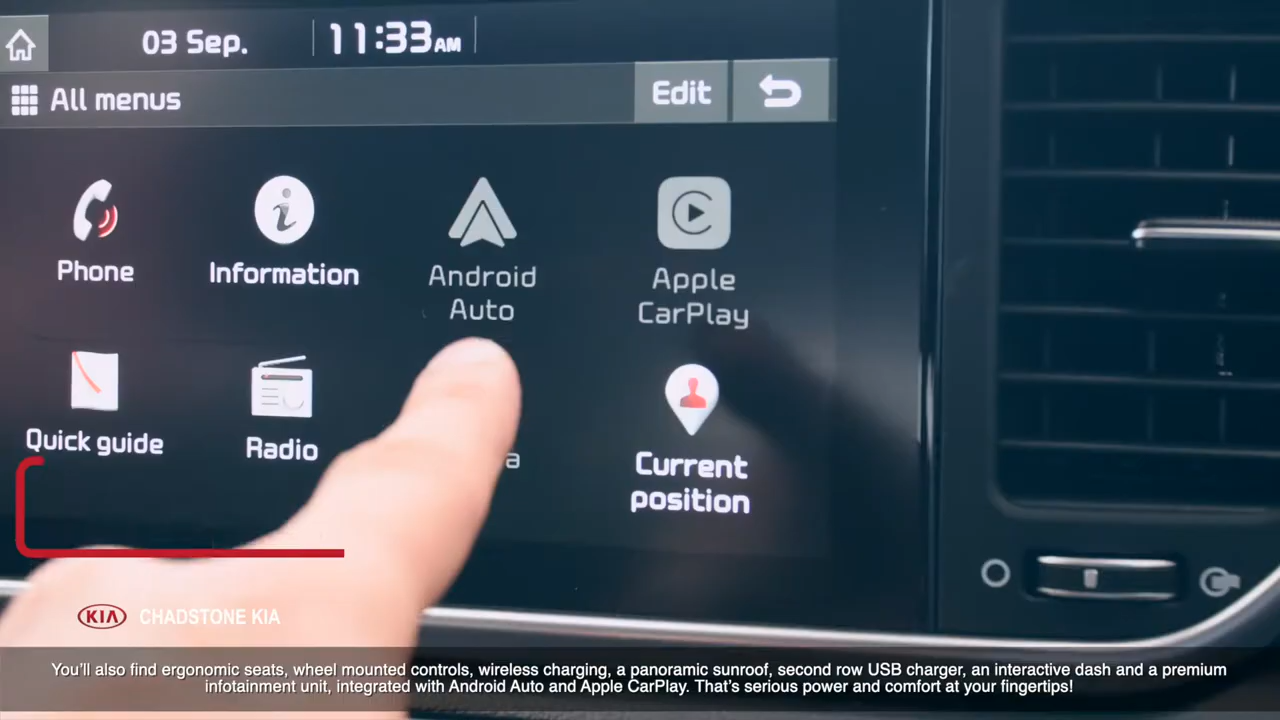 03 Sep. 11:33 AM
All menus Edit
Phone
Information
Android
Auto
Apple
CarPlay
Quick guide
Radio
Current
position
KIA CHADSTONE KIA
You'll also find ergonomic seats, wheel mounted controls, wireless charging, a panoramic sunroof, second row USB charger, an interactive dash and a premium
infotainment unit, integrated with Android Auto and Apple CarPlay. That's serious power and comfort at your fingertips!